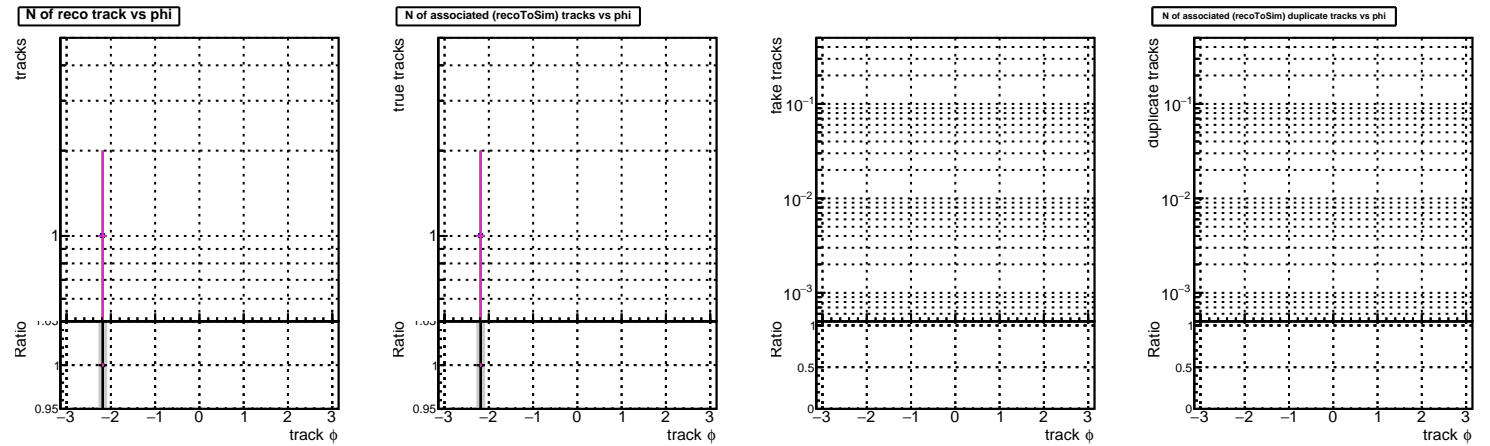 N of reco track vs phi
tracks
1
Ratio
1.05
1
0.95
−3 −2 −1 0 1 2 3
track ϕ
N of associated (recoToSim) tracks vs phi
true tracks
1
Ratio
1.05
1
0.95
−3 −2 −1 0 1 2 3
track ϕ
fake tracks
10⁻¹
10⁻²
10⁻³
Ratio
1
0.5
0
−3 −2 −1 0 1 2 3
track ϕ
N of associated (recoToSim) duplicate tracks vs phi
duplicate tracks
10⁻¹
10⁻²
10⁻³
Ratio
1
0.5
0
−3 −2 −1 0 1 2 3
track ϕ